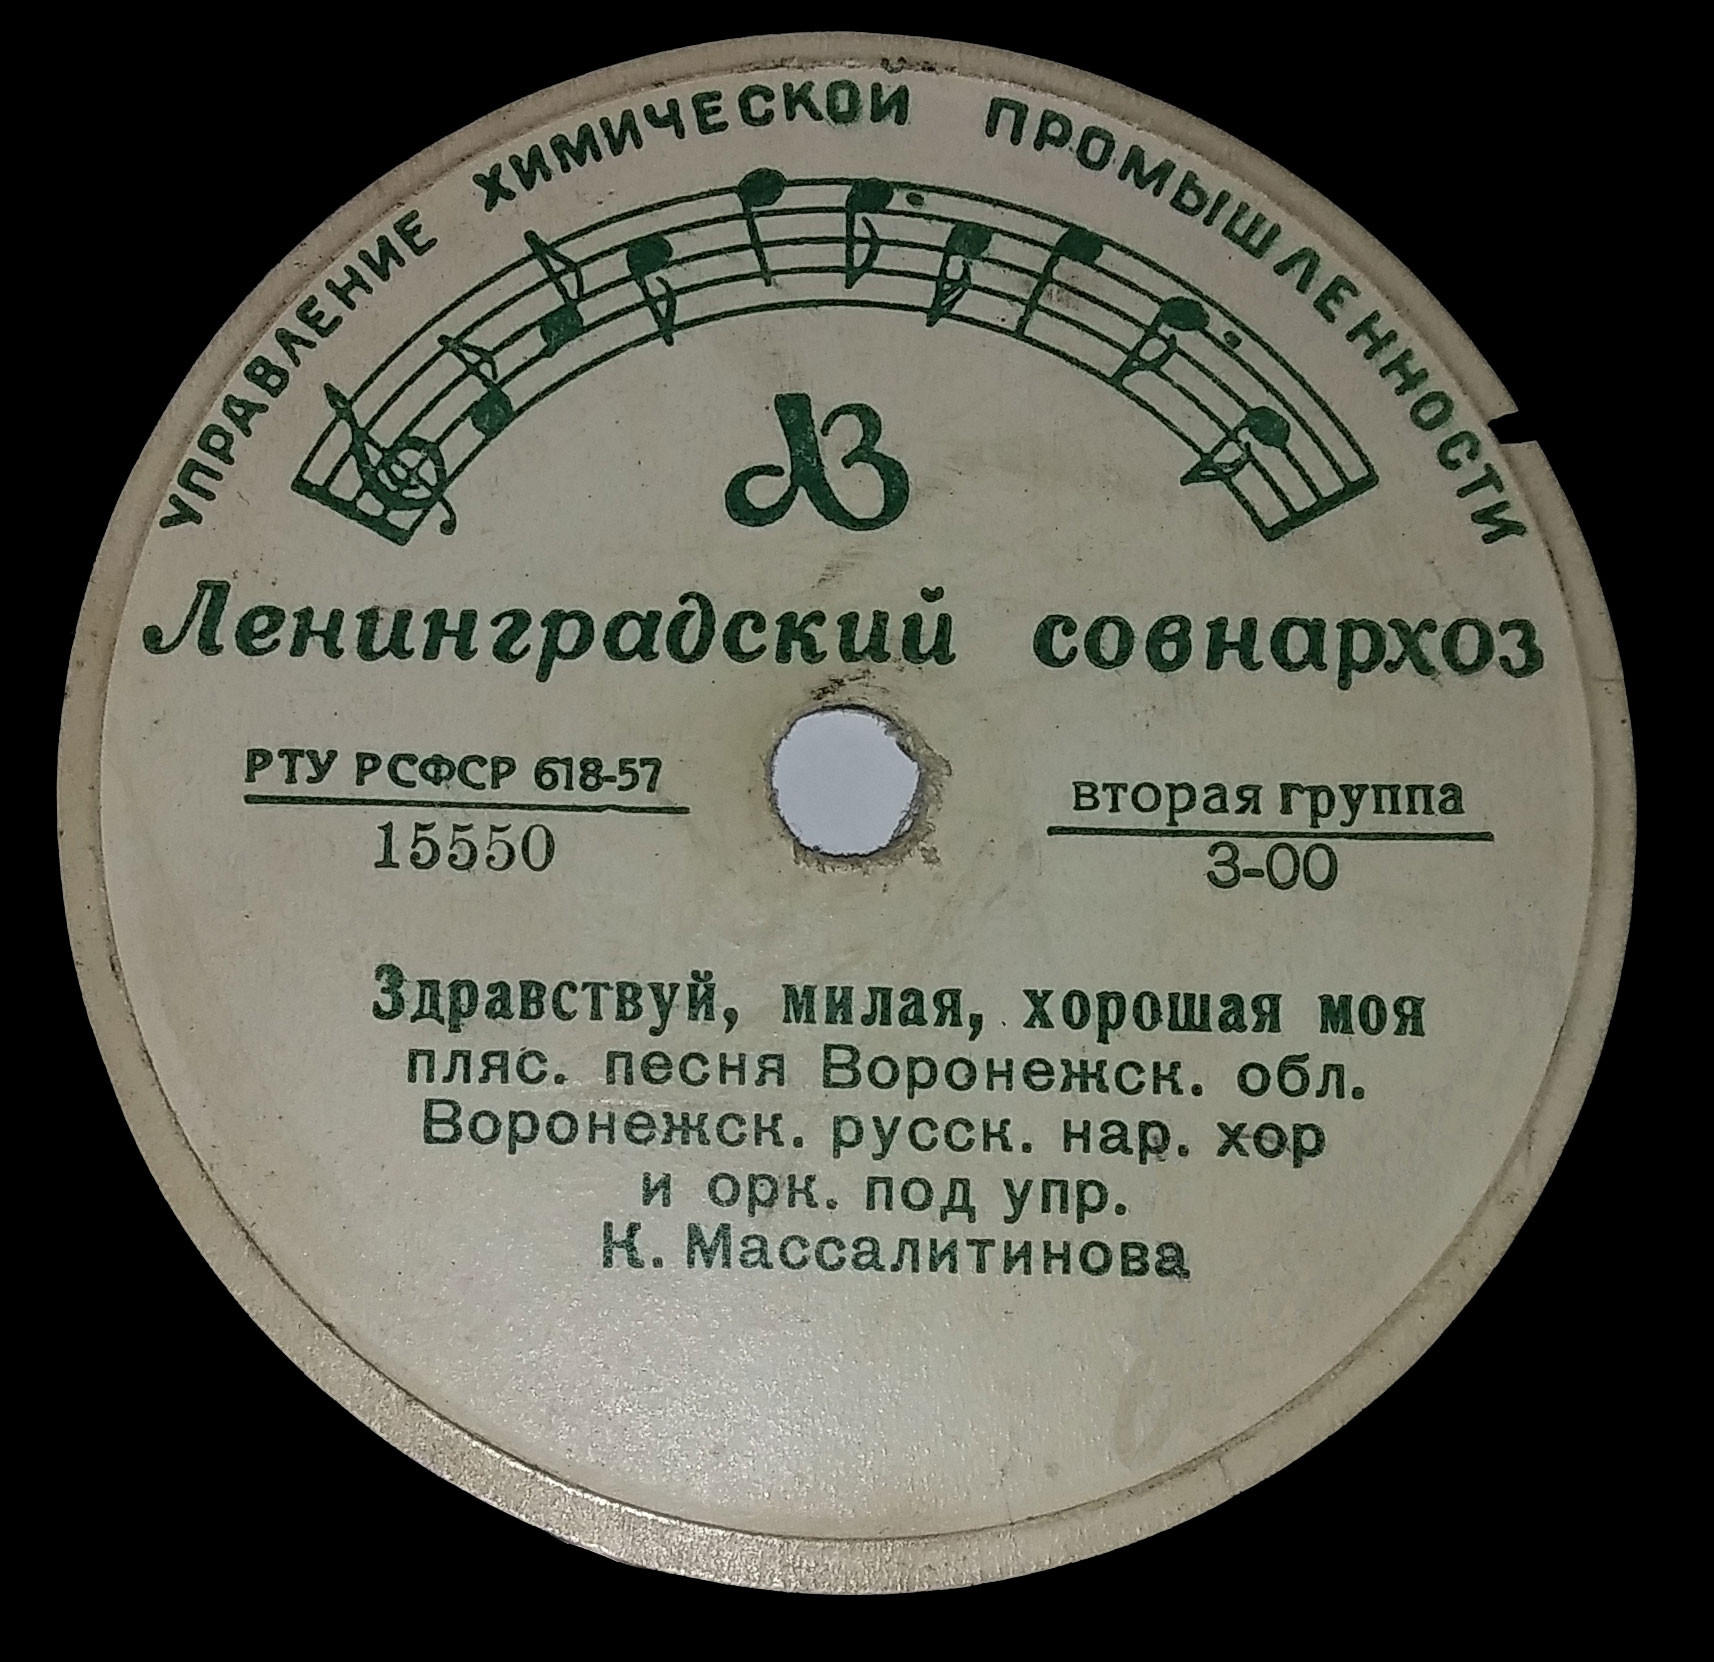 УПРАВЛЕНИЕ ХИМИЧЕСКОЙ ПРОМЫШЛЕННОСТИ
ЛВ
Ленинградский совнархоз
РТУ РСФСР 618-57
15550
вторая группа
3-00
Здравствуй, милая, хорошая моя
пляс. песня Воронежск. обл.
Воронежск. русск. нар. хор
и орк. под упр.
К. Массалитинова